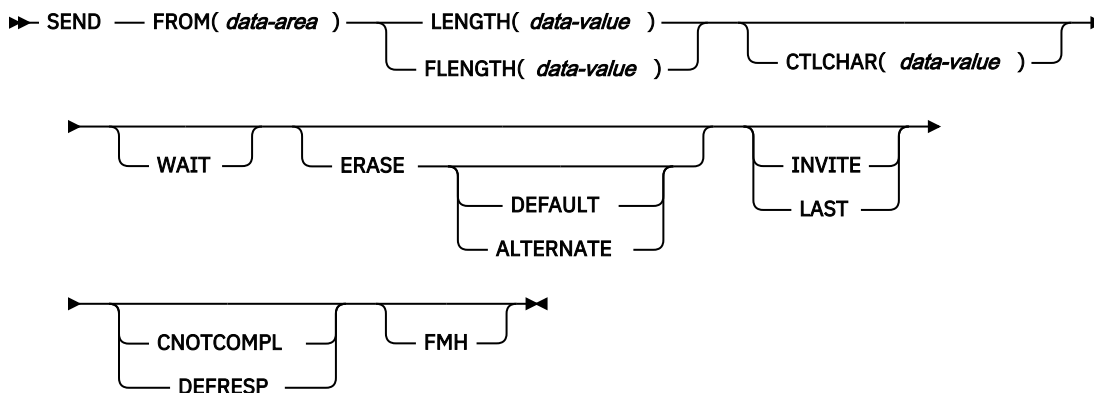 SEND FROM( data-area ) LENGTH( data-value )
FLENGTH( data-value ) CTLCHAR( data-value )
WAIT ERASE INVITE
DEFAULT LAST
ALTERNATE
CNOTCOMPL FMH
DEFRESP